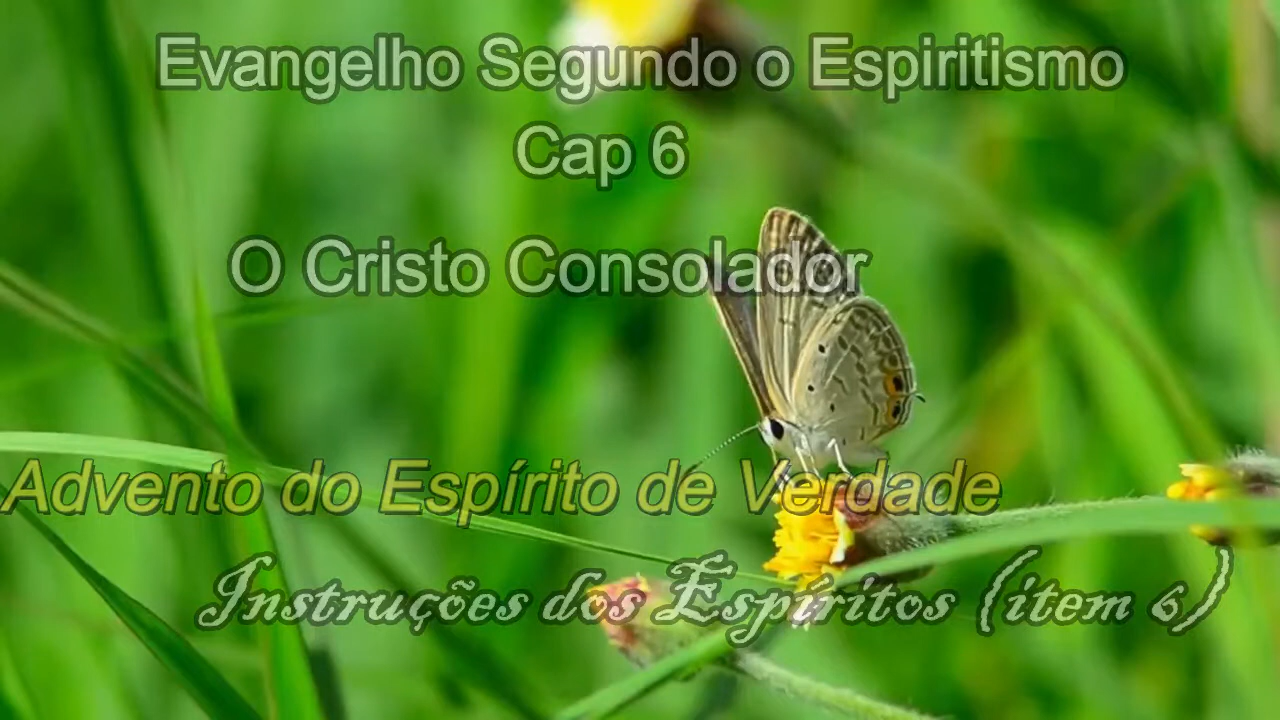 Evangelho Segundo o Espiritismo
Cap 6
O Cristo Consolador
Advento do Espírito de Verdade
Instruções dos Espíritos (item 6)